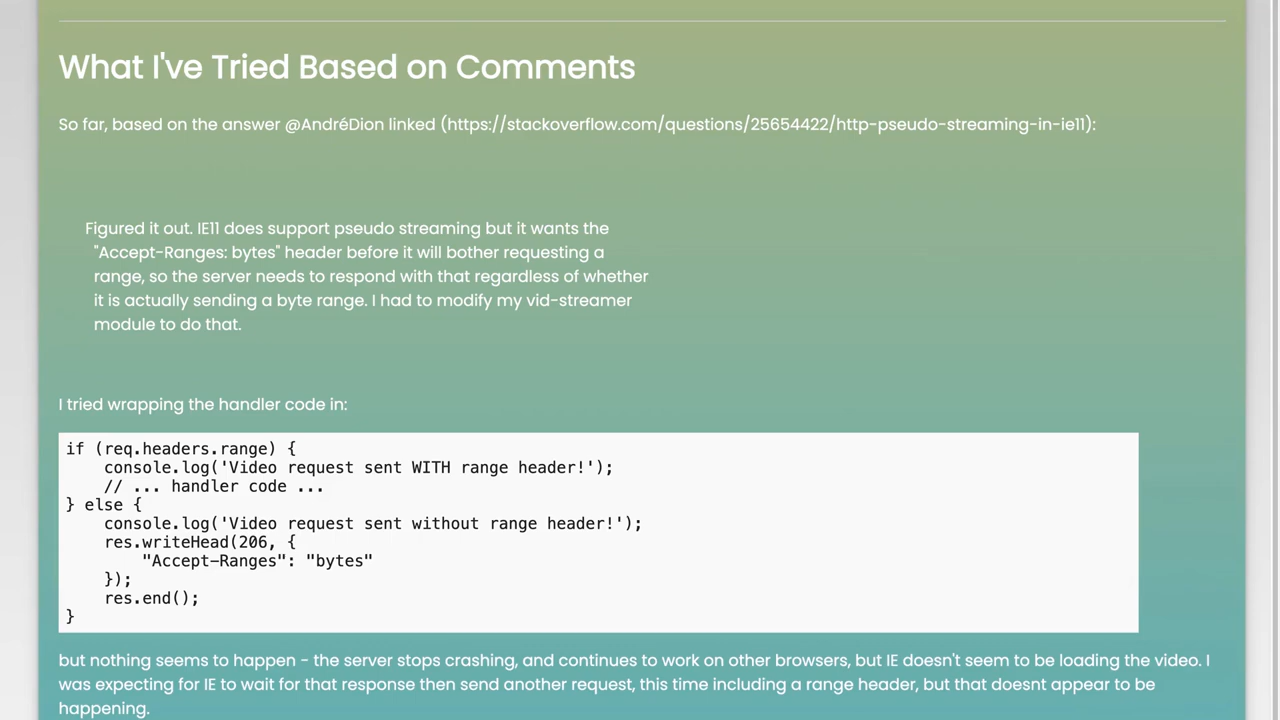 What I've Tried Based on Comments
So far, based on the answer @AndréDion linked (https://stackoverflow.com/questions/25654422/http-pseudo-streaming-in-ie11):
Figured it out. IE11 does support pseudo streaming but it wants the
"Accept-Ranges: bytes" header before it will bother requesting a
range, so the server needs to respond with that regardless of whether
it is actually sending a byte range. I had to modify my vid-streamer
module to do that.
I tried wrapping the handler code in:
if (req.headers.range) {
    console.log('Video request sent WITH range header!');
    // ... handler code ...
} else {
    console.log('Video request sent without range header!');
    res.writeHead(206, {
        "Accept-Ranges": "bytes"
    });
    res.end();
}
but nothing seems to happen - the server stops crashing, and continues to work on other browsers, but IE doesn't seem to be loading the video. I
was expecting for IE to wait for that response then send another request, this time including a range header, but that doesnt appear to be
happening.